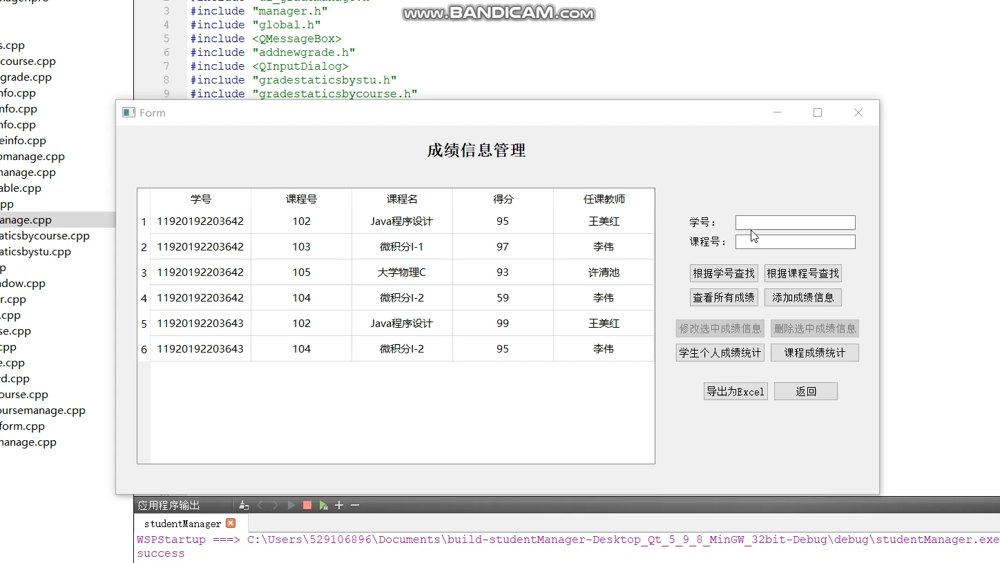 3 #include "manager.h"
4 #include "global.h"
5 #include <QMessageBox>
6 #include "addnewgrade.h"
7 #include <QInputDialog>
8 #include "gradestaticsbystu.h"
9 #include "gradestaticsbycourse.h"
www.BANDICAM.com
s.cpp
course.cpp
grade.cpp
nfo.cpp
nfo.cpp
nfo.cpp
einfo.cpp
omanage.cpp
manage.cpp
able.cpp
pp
anage.cpp
aticsbycourse.cpp
aticsbystu.cpp
p
ndow.cpp
r.cpp
.cpp
se.cpp
cpp
e.cpp
d.cpp
ourse.cpp
oursemanage.cpp
form.cpp
manage.cpp
Form
成绩信息管理
学号 课程号 课程名 得分 任课教师
1 11920192203642 102 Java程序设计 95 王美红
2 11920192203642 103 微积分I-1 97 李伟
3 11920192203642 105 大学物理C 93 许清池
4 11920192203642 104 微积分I-2 59 李伟
5 11920192203643 102 Java程序设计 99 王美红
6 11920192203643 104 微积分I-2 95 李伟
学号：
课程号：
根据学号查找 根据课程号查找
查看所有成绩 添加成绩信息
修改选中成绩信息 删除选中成绩信息
学生个人成绩统计 课程成绩统计
导出为Excel 返回
应用程序输出
studentManager
WSPStartup ===> C:\Users\529106896\Documents\build-studentManager-Desktop_Qt_5_9_8_MinGW_32bit-Debug\debug\studentManager.exe
success